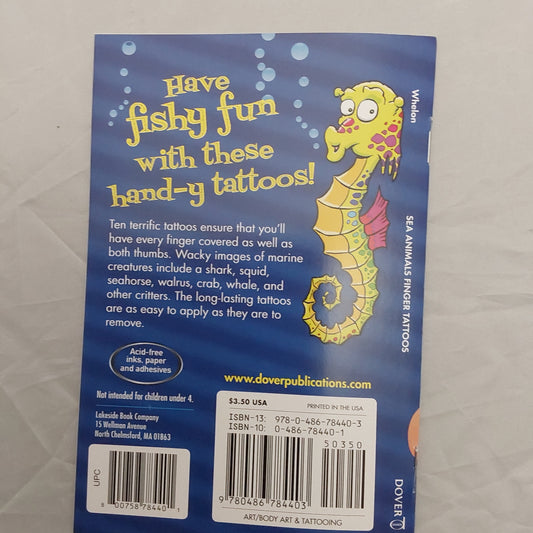 Have
fishy fun
with these
hand-y tattoos!
Ten terrific tattoos ensure that you'll
have every finger covered as well as
both thumbs. Wacky images of marine
creatures include a shark, squid,
seahorse, walrus, crab, whale, and
other critters. The long-lasting tattoos
are as easy to apply as they are to
remove.
Acid-free
inks, paper
and adhesives
Not intended for children under 4.
Lakeside Book Company
15 Wellman Avenue
North Chelmsford, MA 01863
UPC
8 00758 78440 1
www.doverpublications.com
$3.50 USA PRINTED IN THE USA
ISBN-13: 978-0-486-78440-3
ISBN-10: 0-486-78440-1
50350
9 780486 784403
ART/BODY ART & TATTOOING
Whelon
SEA ANIMALS FINGER TATTOOS
DOVER